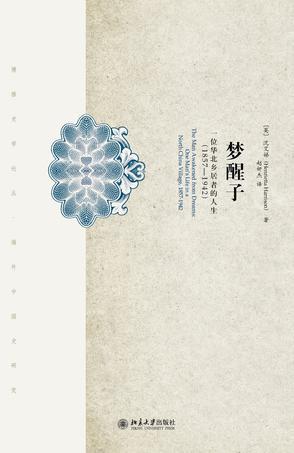 博雅史学论丛·海外中国史研究
梦醒子
一位华北乡居者的人生
(1857—1942)
The Man Awakened from Dreams:
One Man's Life in a
North China Village, 1857-1942
[英]沈艾娣(Henrietta Harrison) 著
赵妍杰 译
北京大学出版社
PEKING UNIVERSITY PRESS